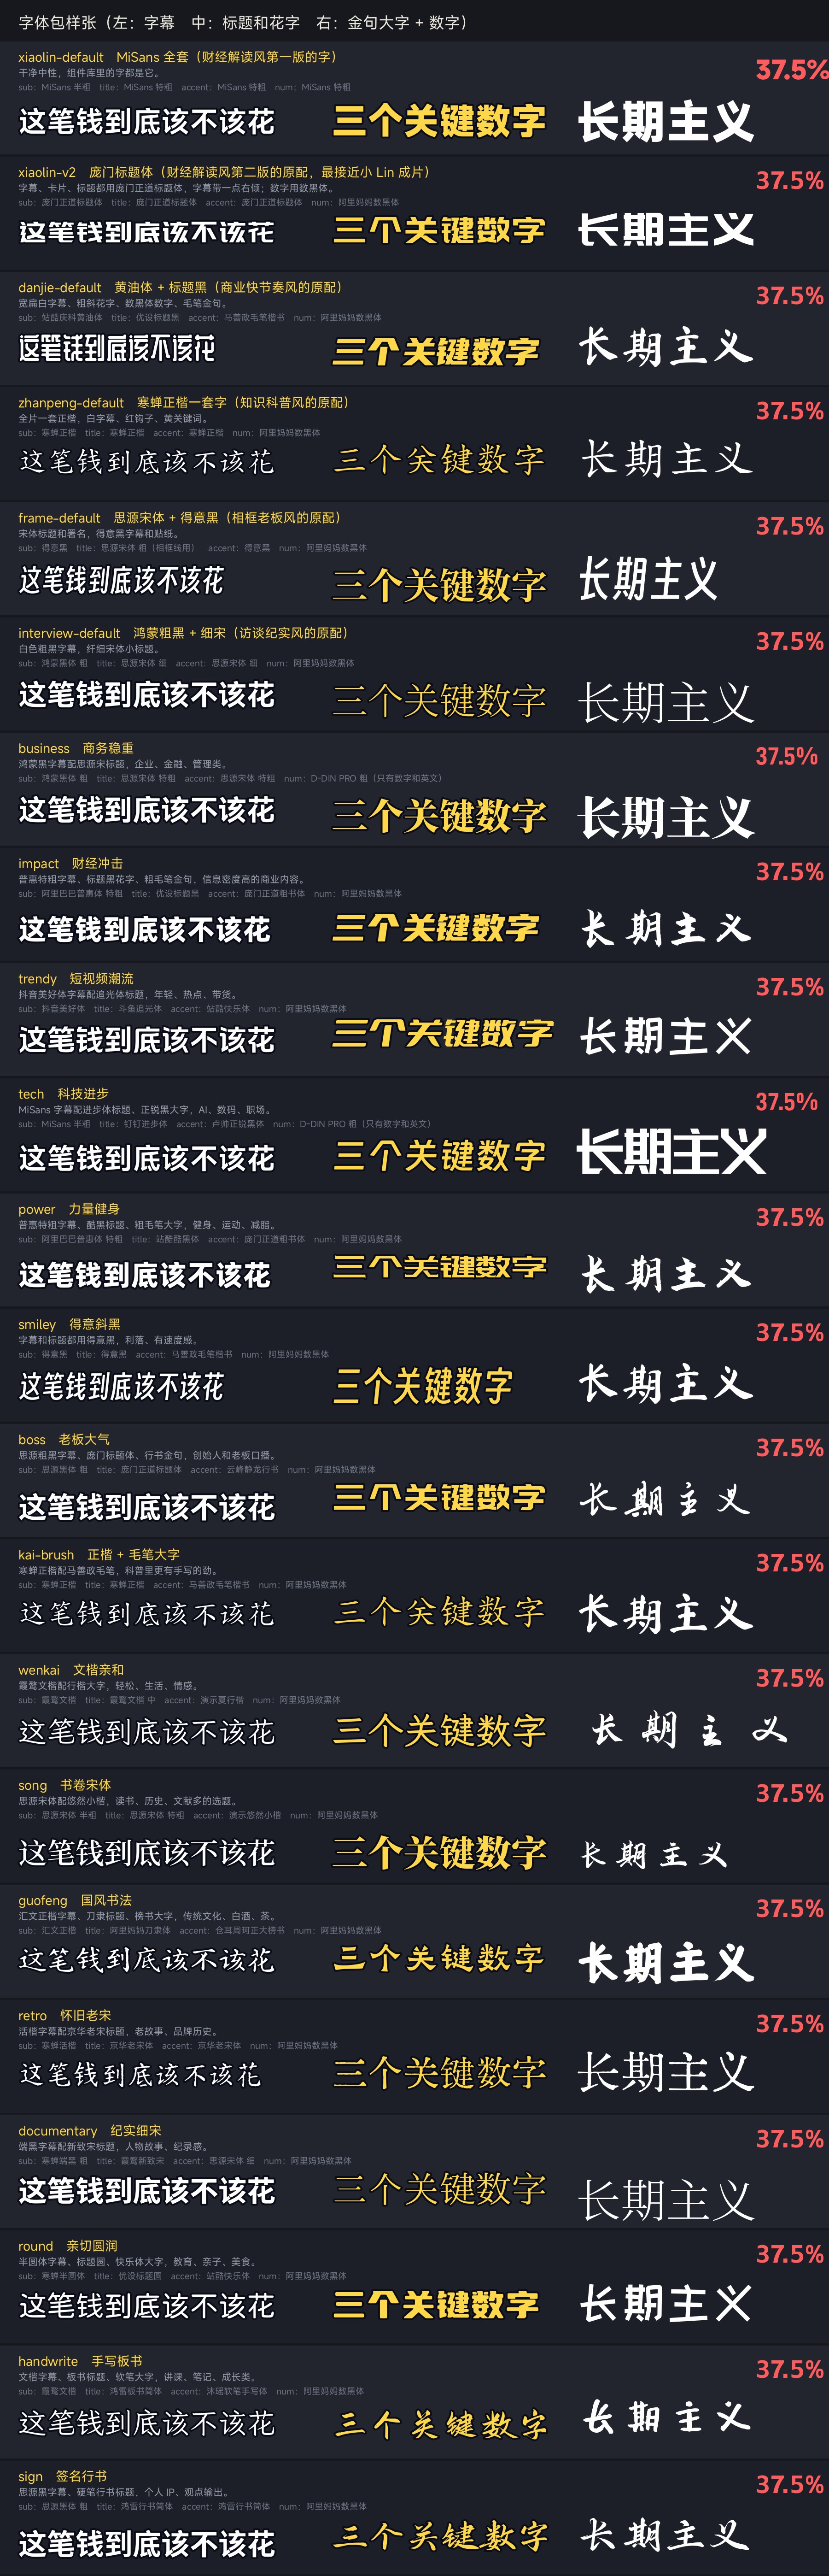 字体包样张（左：字幕　中：标题和花字　右：金句大字 + 数字）
xiaolin-default　MiSans 全套（财经解读风第一版的字）
干净中性，组件库里的字都是它。
sub：MiSans 半粗　title：MiSans 特粗　accent：MiSans 特粗　num：MiSans 特粗
37.5%
这笔钱到底该不该花　三个关键数字　长期主义
xiaolin-v2　庞门标题体（财经解读风第二版的原配，最接近小 Lin 成片）
字幕、卡片、标题都用庞门正道标题体，字幕带一点右倾；数字用数黑体。
sub：庞门正道标题体　title：庞门正道标题体　accent：庞门正道标题体　num：阿里妈妈数黑体
37.5%
这笔钱到底该不该花　三个关键数字　长期主义
danjie-default　黄油体 + 标题黑（商业快节奏风的原配）
宽扁白字幕、粗斜花字、数黑体数字、毛笔金句。
sub：站酷庆科黄油体　title：优设标题黑　accent：马善政毛笔楷书　num：阿里妈妈数黑体
37.5%
这笔钱到底该不该花　三个关键数字　长期主义
zhanpeng-default　寒蝉正楷一套字（知识科普风的原配）
全片一套正楷，白字幕、红钩子、黄关键词。
sub：寒蝉正楷　title：寒蝉正楷　accent：寒蝉正楷　num：阿里妈妈数黑体
37.5%
这笔钱到底该不该花　三个关键数字　长期主义
frame-default　思源宋体 + 得意黑（相框老板风的原配）
宋体标题和署名，得意黑字幕和贴纸。
sub：得意黑　title：思源宋体 粗（相框线用）　accent：得意黑　num：阿里妈妈数黑体
37.5%
这笔钱到底该不该花　三个关键数字　长期主义
interview-default　鸿蒙粗黑 + 细宋（访谈纪实风的原配）
白色粗黑字幕，纤细宋体小标题。
sub：鸿蒙黑体 粗　title：思源宋体 细　accent：思源宋体 细　num：阿里妈妈数黑体
37.5%
这笔钱到底该不该花　三个关键数字　长期主义
business　商务稳重
鸿蒙黑字幕配思源宋标题，企业、金融、管理类。
sub：鸿蒙黑体 粗　title：思源宋体 特粗　accent：思源宋体 特粗　num：D-DIN PRO 粗（只有数字和英文）
37.5%
这笔钱到底该不该花　三个关键数字　长期主义
impact　财经冲击
普惠特粗字幕、标题黑花字、粗毛笔金句，信息密度高的商业内容。
sub：阿里巴巴普惠体 特粗　title：优设标题黑　accent：庞门正道粗书体　num：阿里妈妈数黑体
37.5%
这笔钱到底该不该花　三个关键数字　长期主义
trendy　短视频潮流
抖音美好体字幕配追光体标题，年轻、热点、带货。
sub：抖音美好体　title：斗鱼追光体　accent：站酷快乐体　num：阿里妈妈数黑体
37.5%
这笔钱到底该不该花　三个关键数字　长期主义
tech　科技进步
MiSans 字幕配进步体标题、正锐黑大字，AI、数码、职场。
sub：MiSans 半粗　title：钉钉进步体　accent：卢帅正锐黑体　num：D-DIN PRO 粗（只有数字和英文）
37.5%
这笔钱到底该不该花　三个关键数字　长期主义
power　力量健身
普惠特粗字幕、酷黑标题、粗毛笔大字，健身、运动、减脂。
sub：阿里巴巴普惠体 特粗　title：站酷酷黑体　accent：庞门正道粗书体　num：阿里妈妈数黑体
37.5%
这笔钱到底该不该花　三个关键数字　长期主义
smiley　得意斜黑
字幕和标题都用得意黑，利落、有速度感。
sub：得意黑　title：得意黑　accent：马善政毛笔楷书　num：阿里妈妈数黑体
37.5%
这笔钱到底该不该花　三个关键数字　长期主义
boss　老板大气
思源粗黑字幕、庞门标题体、行书金句，创始人和老板口播。
sub：思源黑体 粗　title：庞门正道标题体　accent：云峰静龙行书　num：阿里妈妈数黑体
37.5%
这笔钱到底该不该花　三个关键数字　长期主义
kai-brush　正楷 + 毛笔大字
寒蝉正楷配马善政毛笔，科普里更有手写的劲。
sub：寒蝉正楷　title：寒蝉正楷　accent：马善政毛笔楷书　num：阿里妈妈数黑体
37.5%
这笔钱到底该不该花　三个关键数字　长期主义
wenkai　文楷亲和
霞鹜文楷配行楷大字，轻松、生活、情感。
sub：霞鹜文楷　title：霞鹜文楷 中　accent：演示夏行楷　num：阿里妈妈数黑体
37.5%
这笔钱到底该不该花　三个关键数字　长期主义
song　书卷宋体
思源宋体配悠然小楷，读书、历史、文献多的选题。
sub：思源宋体 半粗　title：思源宋体 特粗　accent：演示悠然小楷　num：阿里妈妈数黑体
37.5%
这笔钱到底该不该花　三个关键数字　长期主义
guofeng　国风书法
汇文正楷字幕、刀隶标题、榜书大字，传统文化、白酒、茶。
sub：汇文正楷　title：阿里妈妈刀隶体　accent：仓耳周珂正大榜书　num：阿里妈妈数黑体
37.5%
这笔钱到底该不该花　三个关键数字　长期主义
retro　怀旧老宋
活楷字幕配京华老宋标题，老故事、品牌历史。
sub：寒蝉活楷　title：京华老宋体　accent：京华老宋体　num：阿里妈妈数黑体
37.5%
这笔钱到底该不该花　三个关键数字　长期主义
documentary　纪实细宋
端黑字幕配新致宋标题，人物故事、纪录感。
sub：寒蝉端黑 粗　title：霞鹜新致宋　accent：思源宋体 细　num：阿里妈妈数黑体
37.5%
这笔钱到底该不该花　三个关键数字　长期主义
round　亲切圆润
半圆体字幕、标题圆、快乐体大字，教育、亲子、美食。
sub：寒蝉半圆体　title：优设标题圆　accent：站酷快乐体　num：阿里妈妈数黑体
37.5%
这笔钱到底该不该花　三个关键数字　长期主义
handwrite　手写板书
文楷字幕、板书标题、软笔大字，讲课、笔记、成长类。
sub：霞鹜文楷　title：鸿雷板书简体　accent：沐瑶软笔手写体　num：阿里妈妈数黑体
37.5%
这笔钱到底该不该花　三个关键数字　长期主义
sign　签名行书
思源黑字幕、硬笔行书标题，个人 IP、观点输出。
sub：思源黑体 粗　title：鸿雷行书简体　accent：鸿雷行书简体　num：阿里妈妈数黑体
37.5%
这笔钱到底该不该花　三个关键数字　长期主义